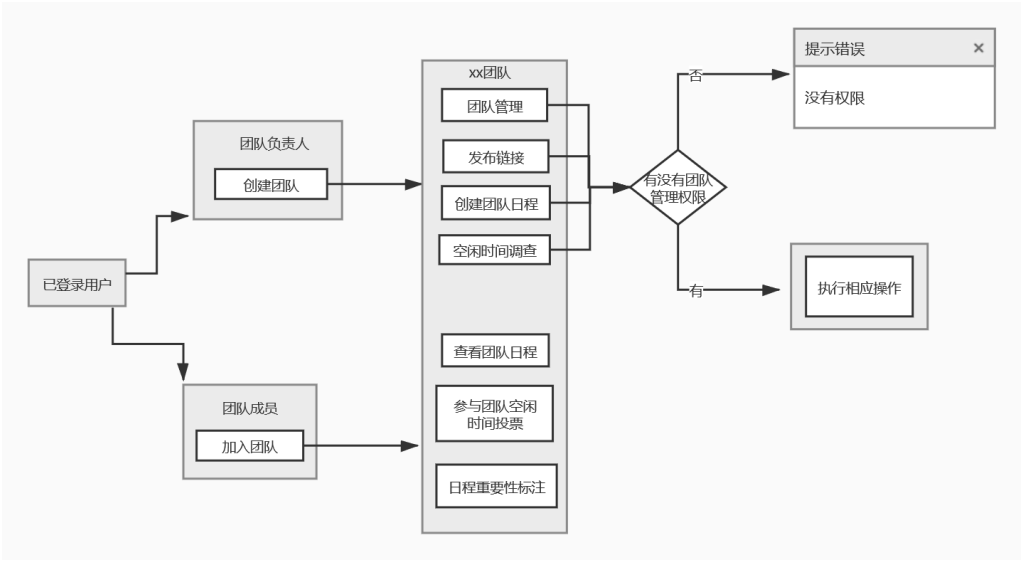 已登录用户
团队负责人
创建团队
团队成员
加入团队
xx团队
团队管理
发布链接
创建团队日程
空闲时间调查
查看团队日程
参与团队空闲
时间投票
日程重要性标注
有没有团队
管理权限
否
有
提示错误
×
没有权限
执行相应操作